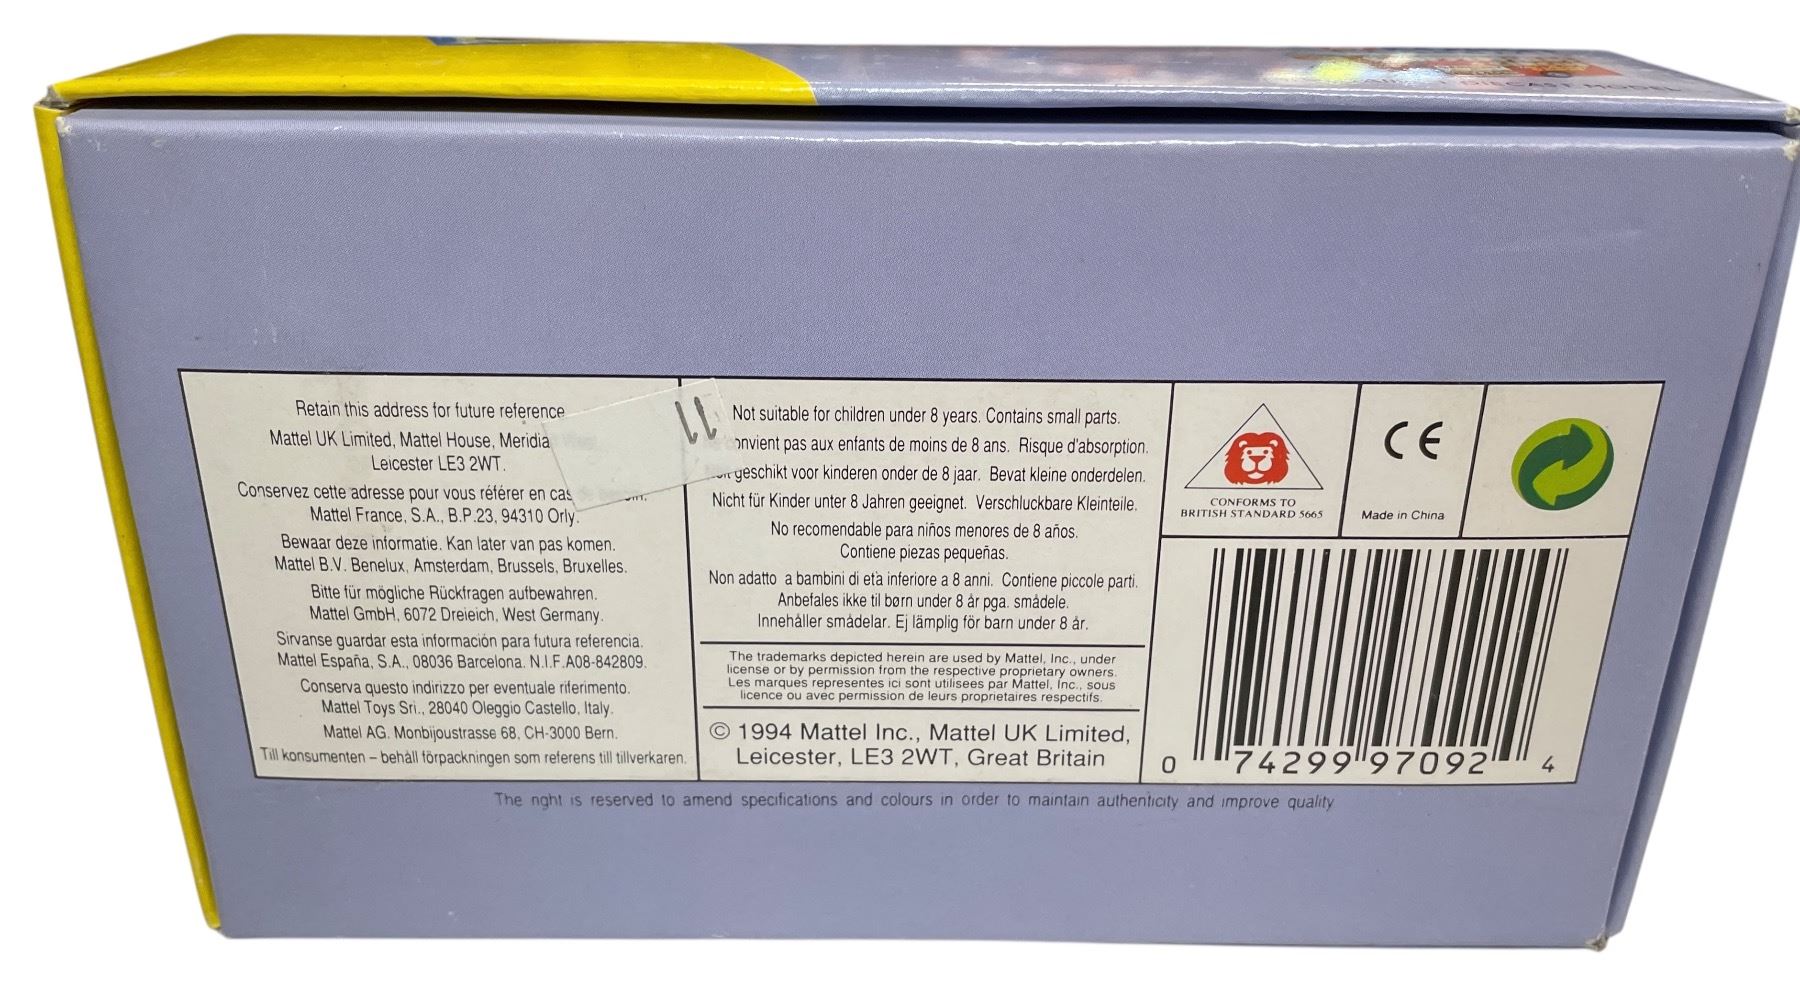 DIECAST MODEL
Retain this address for future reference
Mattel UK Limited, Mattel House, Meridia
Leicester LE3 2WT.
Conservez cette adresse pour vous référer en cas
Mattel France, S.A., B.P.23, 94310 Orly.
Bewaar deze informatie. Kan later van pas komen.
Mattel B.V. Benelux, Amsterdam, Brussels, Bruxelles.
Bitte für mögliche Rückfragen aufbewahren.
Mattel GmbH, 6072 Dreieich, West Germany.
Sirvanse guardar esta información para futura referencia.
Mattel España, S.A., 08036 Barcelona. N.I.F.A08-842809.
Conserva questo indirizzo per eventuale riferimento.
Mattel Toys Sri., 28040 Oleggio Castello, Italy.
Mattel AG. Monbijoustrasse 68, CH-3000 Bern.
Till konsumenten – behåll förpackningen som referens till tillverkaren.
11
Not suitable for children under 8 years. Contains small parts.
convient pas aux enfants de moins de 8 ans. Risque d'absorption.
geschikt voor kinderen onder de 8 jaar. Bevat kleine onderdelen.
Nicht für Kinder unter 8 Jahren geeignet. Verschluckbare Kleinteile.
No recomendable para niños menores de 8 años.
Contiene piezas pequeñas.
Non adatto a bambini di età inferiore a 8 anni. Contiene piccole parti.
Anbefales ikke til børn under 8 år pga. smådele.
Innehåller smådelar. Ej lämplig för barn under 8 år.
The trademarks depicted herein are used by Mattel, Inc., under
license or by permission from the respective proprietary owners.
Les marques representes ici sont utilisees par Mattel, Inc., sous
licence ou avec permission de leurs proprietaires respectifs.
© 1994 Mattel Inc., Mattel UK Limited,
Leicester, LE3 2WT, Great Britain
CONFORMS TO
BRITISH STANDARD 5665
CE
Made in China
0 74299 97092 4
The right is reserved to amend specifications and colours in order to maintain authenticity and improve quality